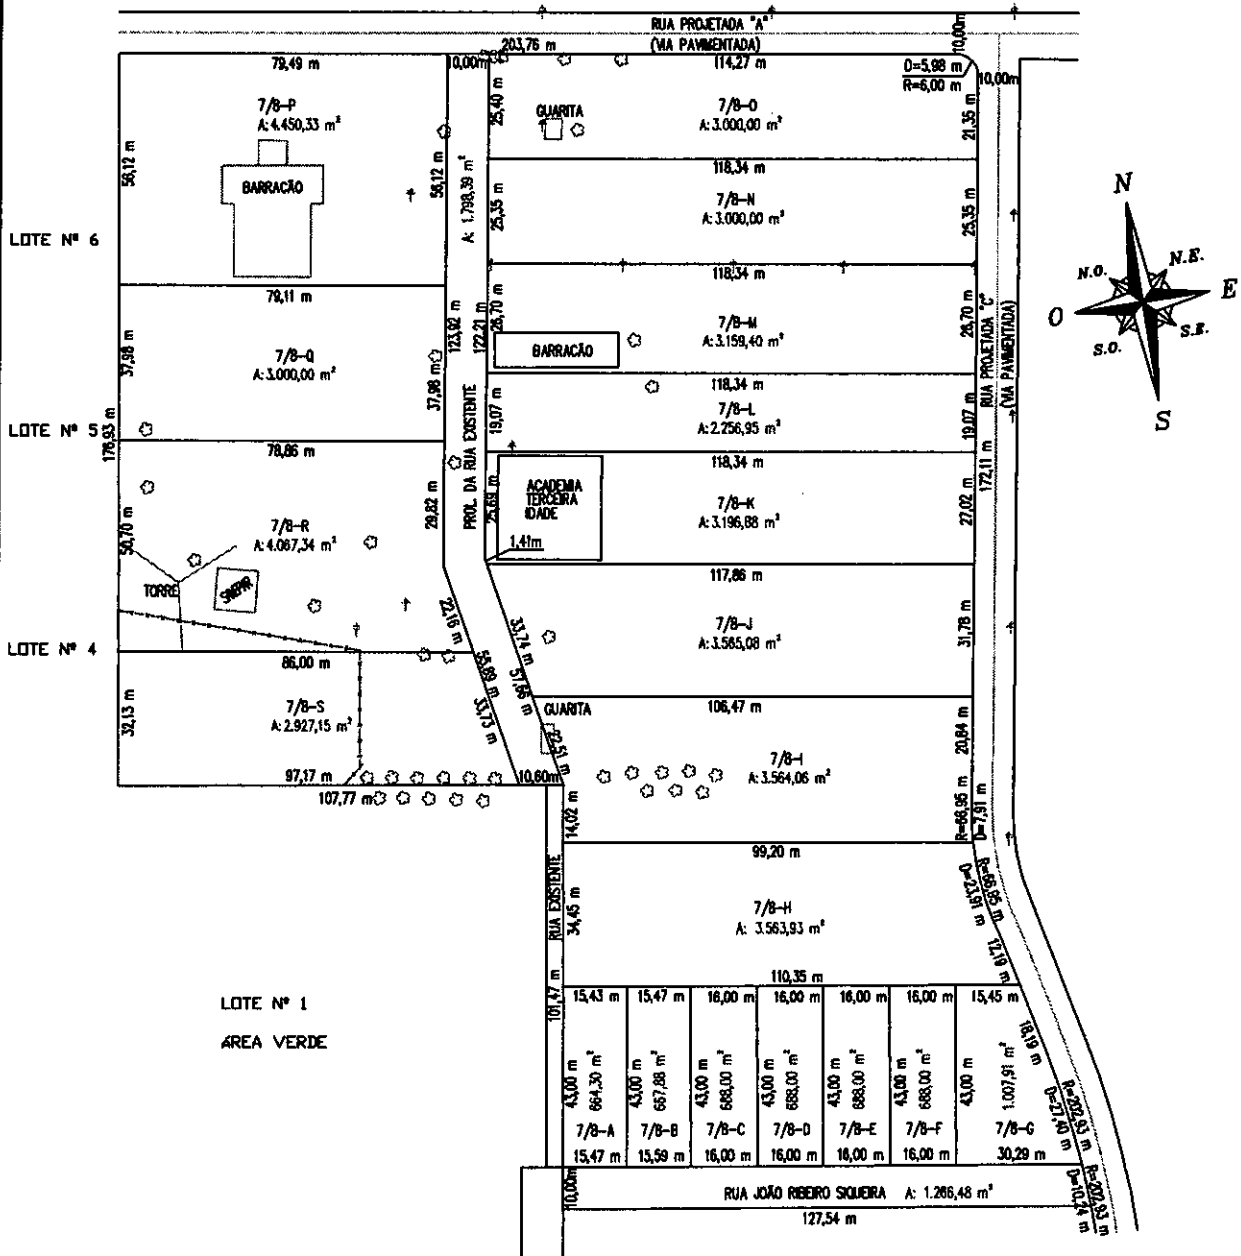 RUA PROJETADA "A"
(VIA PAVIMENTADA)
203,76 m
10,00m
79,49 m
10,00m
114,27 m
D=5,98 m
R=6,00 m
10,00m
7/8-P
A: 4.450,33 m²
56,12 m
56,12 m
BARRACÃO
A: 1.798,39 m²
25,40 m
GUARITA
7/8-O
A: 3.000,00 m²
21,35 m
118,34 m
25,35 m
7/8-N
A: 3.000,00 m²
25,35 m
N
N.O.
N.E.
O
E
S.O.
S.E.
S
LOTE Nº 6
118,34 m
79,11 m
123,92 m
122,21 m
26,70 m
7/8-M
A: 3.159,40 m²
BARRACÃO
26,70 m
RUA PROJETADA "C"
(VIA PAVIMENTADA)
37,98 m
7/8-Q
A: 3.000,00 m²
37,98 m
118,34 m
19,07 m
7/8-L
A: 2.256,95 m²
19,07 m
LOTE Nº 5
176,93 m
78,86 m
PROL. DA RUA EXISTENTE
118,34 m
172,11 m
50,70 m
7/8-R
A: 4.067,34 m²
29,82 m
25,69 m
ACADEMIA
TERCEIRA
IDADE
7/8-K
A: 3.196,88 m²
27,02 m
1,41m
TORRE
SINEPAR
117,86 m
22,16 m
33,74 m
7/8-J
A: 3.565,08 m²
31,78 m
LOTE Nº 4
86,00 m
55,89 m
57,66 m
32,13 m
7/8-S
A: 2.927,15 m²
33,73 m
GUARITA
106,47 m
22,51 m
7/8-I
A: 3.564,06 m²
20,84 m
97,17 m
10,60m
107,77 m
14,02 m
R=66,95 m
D=7,91 m
99,20 m
RUA EXISTENTE
34,45 m
7/8-H
A: 3.563,93 m²
R=66,95 m
D=23,91 m
12,19 m
110,35 m
101,47 m
15,43 m
15,47 m
16,00 m
16,00 m
16,00 m
16,00 m
15,45 m
LOTE Nº 1
ÁREA VERDE
18,19 m
43,00 m
664,30 m²
43,00 m
667,88 m²
43,00 m
688,00 m²
43,00 m
688,00 m²
43,00 m
688,00 m²
43,00 m
688,00 m²
43,00 m
1.007,91 m²
R=202,93 m
D=27,40 m
7/8-A
7/8-B
7/8-C
7/8-D
7/8-E
7/8-F
7/8-G
15,47 m
15,59 m
16,00 m
16,00 m
16,00 m
16,00 m
30,29 m
10,00m
RUA JOÃO RIBEIRO SIQUEIRA A: 1.266,48 m²
R=202,93 m
D=10,24 m
127,54 m